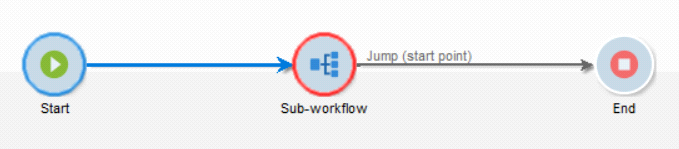 Jump (start point)
Start
Sub-workflow
End